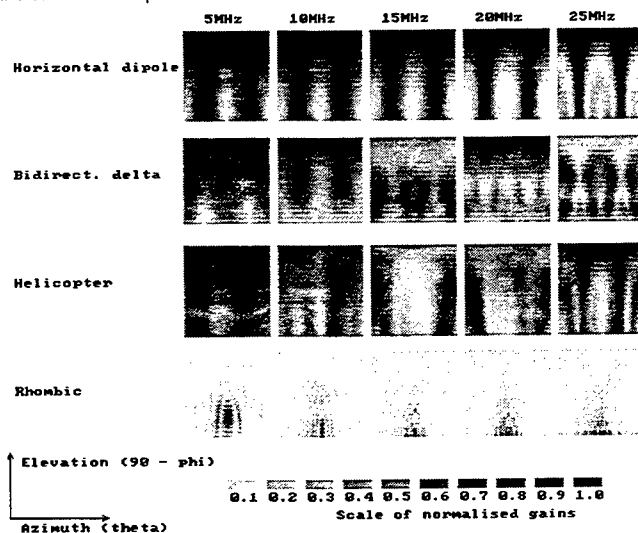 5MHz 10MHz 15MHz 20MHz 25MHz
Horizontal dipole
Bidirect. delta
Helicopter
Rhombic
Elevation (90 - phi)
0.1 0.2 0.3 0.4 0.5 0.6 0.7 0.8 0.9 1.0
Scale of normalised gains
Azimuth (theta)